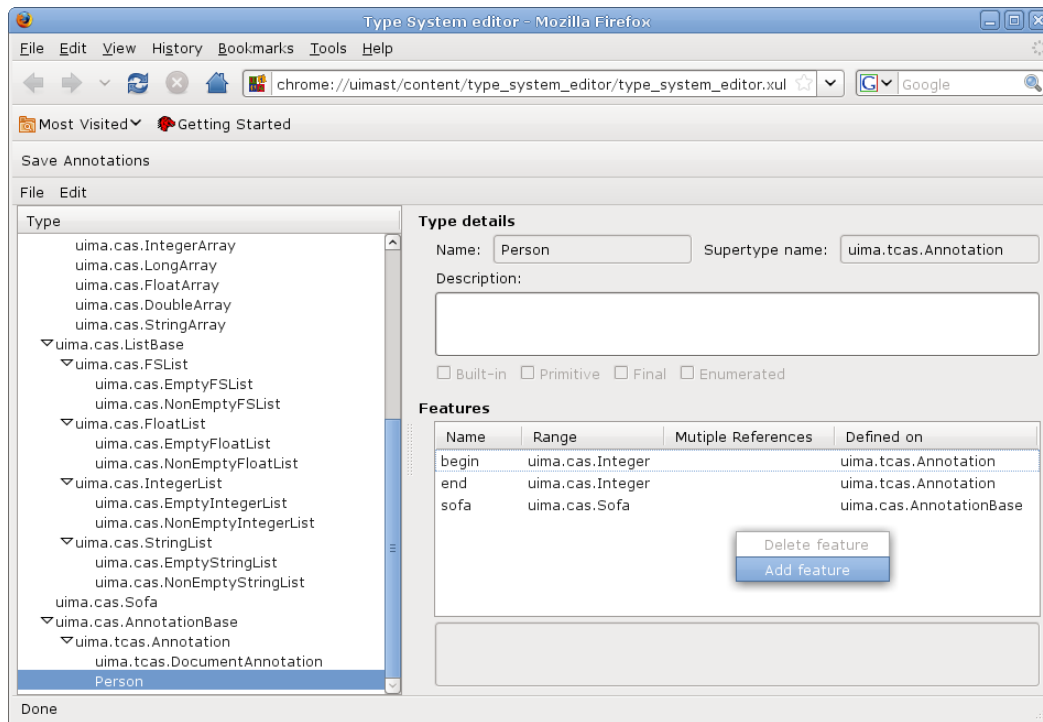 Type System editor - Mozilla Firefox
File Edit View History Bookmarks Tools Help
chrome://uimast/content/type_system_editor/type_system_editor.xul G Google
Most Visited Getting Started
Save Annotations
File Edit
Type
uima.cas.IntegerArray
uima.cas.LongArray
uima.cas.FloatArray
uima.cas.DoubleArray
uima.cas.StringArray
uima.cas.ListBase
uima.cas.FSList
uima.cas.EmptyFSList
uima.cas.NonEmptyFSList
uima.cas.FloatList
uima.cas.EmptyFloatList
uima.cas.NonEmptyFloatList
uima.cas.IntegerList
uima.cas.EmptyIntegerList
uima.cas.NonEmptyIntegerList
uima.cas.StringList
uima.cas.EmptyStringList
uima.cas.NonEmptyStringList
uima.cas.Sofa
uima.cas.AnnotationBase
uima.tcas.Annotation
uima.tcas.DocumentAnnotation
Person
Type details
Name: Person Supertype name: uima.tcas.Annotation
Description:
Built-in Primitive Final Enumerated
Features
Name Range Mutiple References Defined on
begin uima.cas.Integer uima.tcas.Annotation
end uima.cas.Integer uima.tcas.Annotation
sofa uima.cas.Sofa uima.cas.AnnotationBase
Delete feature
Add feature
Done